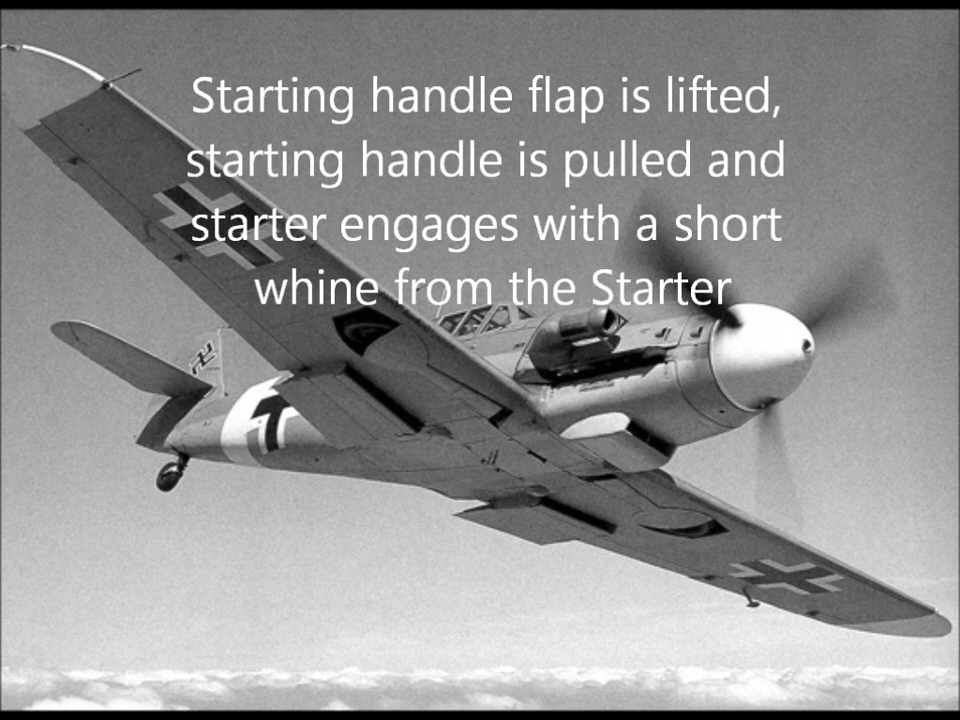 Starting handle flap is lifted,
starting handle is pulled and
starter engages with a short
whine from the Starter